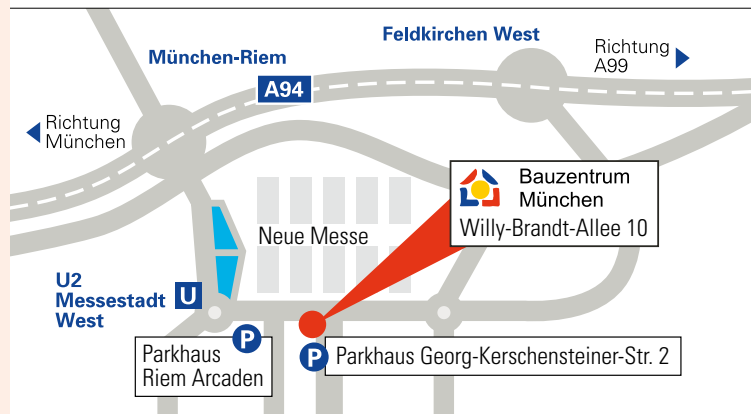 Feldkirchen West
München-Riem
Richtung
A99
A94
Richtung
München
Bauzentrum
München
Willy-Brandt-Allee 10
Neue Messe
U2
Messestadt
West
U
P
Parkhaus
Riem Arcaden
P
Parkhaus Georg-Kerschensteiner-Str. 2